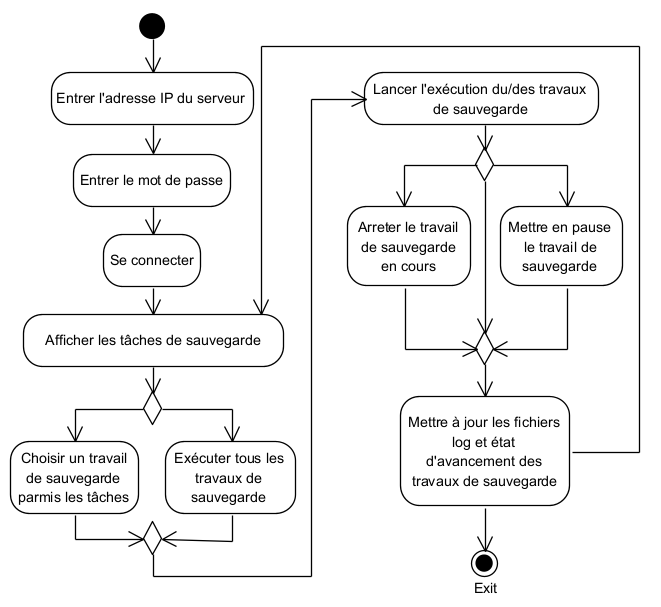 Entrer l'adresse IP du serveur
Entrer le mot de passe
Se connecter
Afficher les tâches de sauvegarde
Choisir un travail
de sauvegarde
parmis les tâches
Exécuter tous les
travaux de
sauvegarde
Lancer l'exécution du/des travaux
de sauvegarde
Arreter le travail
de sauvegarde
en cours
Mettre en pause
le travail de
sauvegarde
Mettre à jour les fichiers
log et état
d'avancement des
travaux de sauvegarde
Exit